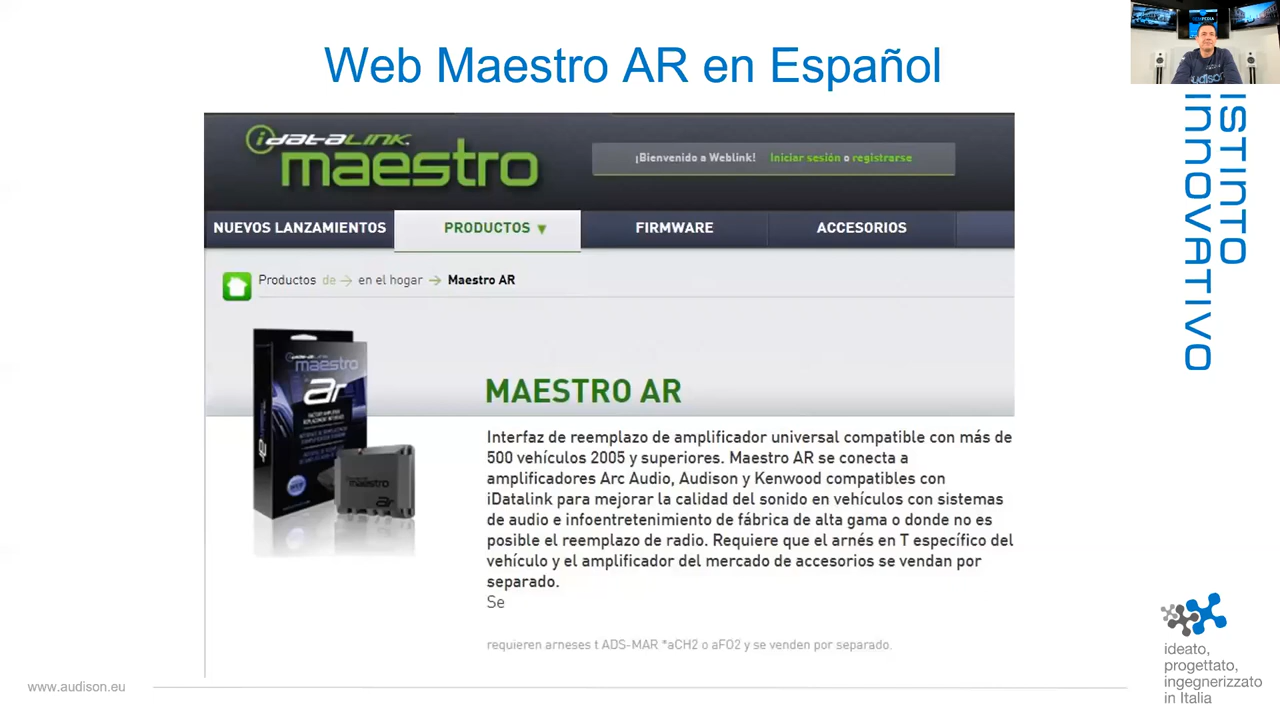 Web Maestro AR en Español
iDataLINK.
maestro
¡Bienvenido a Weblink! Iniciar sesión o registrarse
NUEVOS LANZAMIENTOS
PRODUCTOS ▼
FIRMWARE
ACCESORIOS
Productos de → en el hogar → Maestro AR
maestro
ar
maestro
ar
MAESTRO AR
Interfaz de reemplazo de amplificador universal compatible con más de
500 vehículos 2005 y superiores. Maestro AR se conecta a
amplificadores Arc Audio, Audison y Kenwood compatibles con
iDatalink para mejorar la calidad del sonido en vehículos con sistemas
de audio e infoentretenimiento de fábrica de alta gama o donde no es
posible el reemplazo de radio. Requiere que el arnés en T específico del
vehículo y el amplificador del mercado de accesorios se vendan por
separado.
Se
requieren arneses t ADS-MAR *aCH2 o aFO2 y se venden por separado.
ISTINTO
INNOVATIVO
ideato,
progettato,
ingegnerizzato
in Italia
www.audison.eu